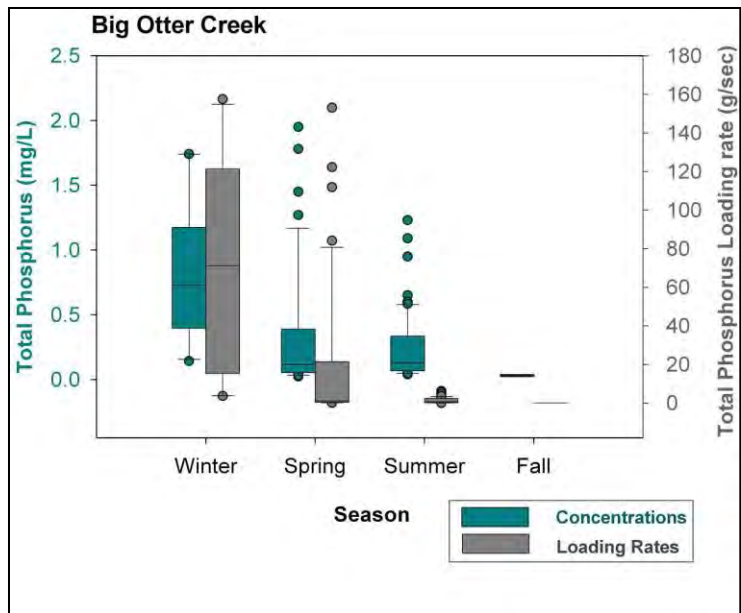 Big Otter Creek
Total Phosphorus (mg/L)
2.5
2.0
1.5
1.0
0.5
0.0
180
160
140
120
100
80
60
40
20
0
Total Phosphorus Loading rate (g/sec)
Winter Spring Summer Fall
Season
Concentrations
Loading Rates